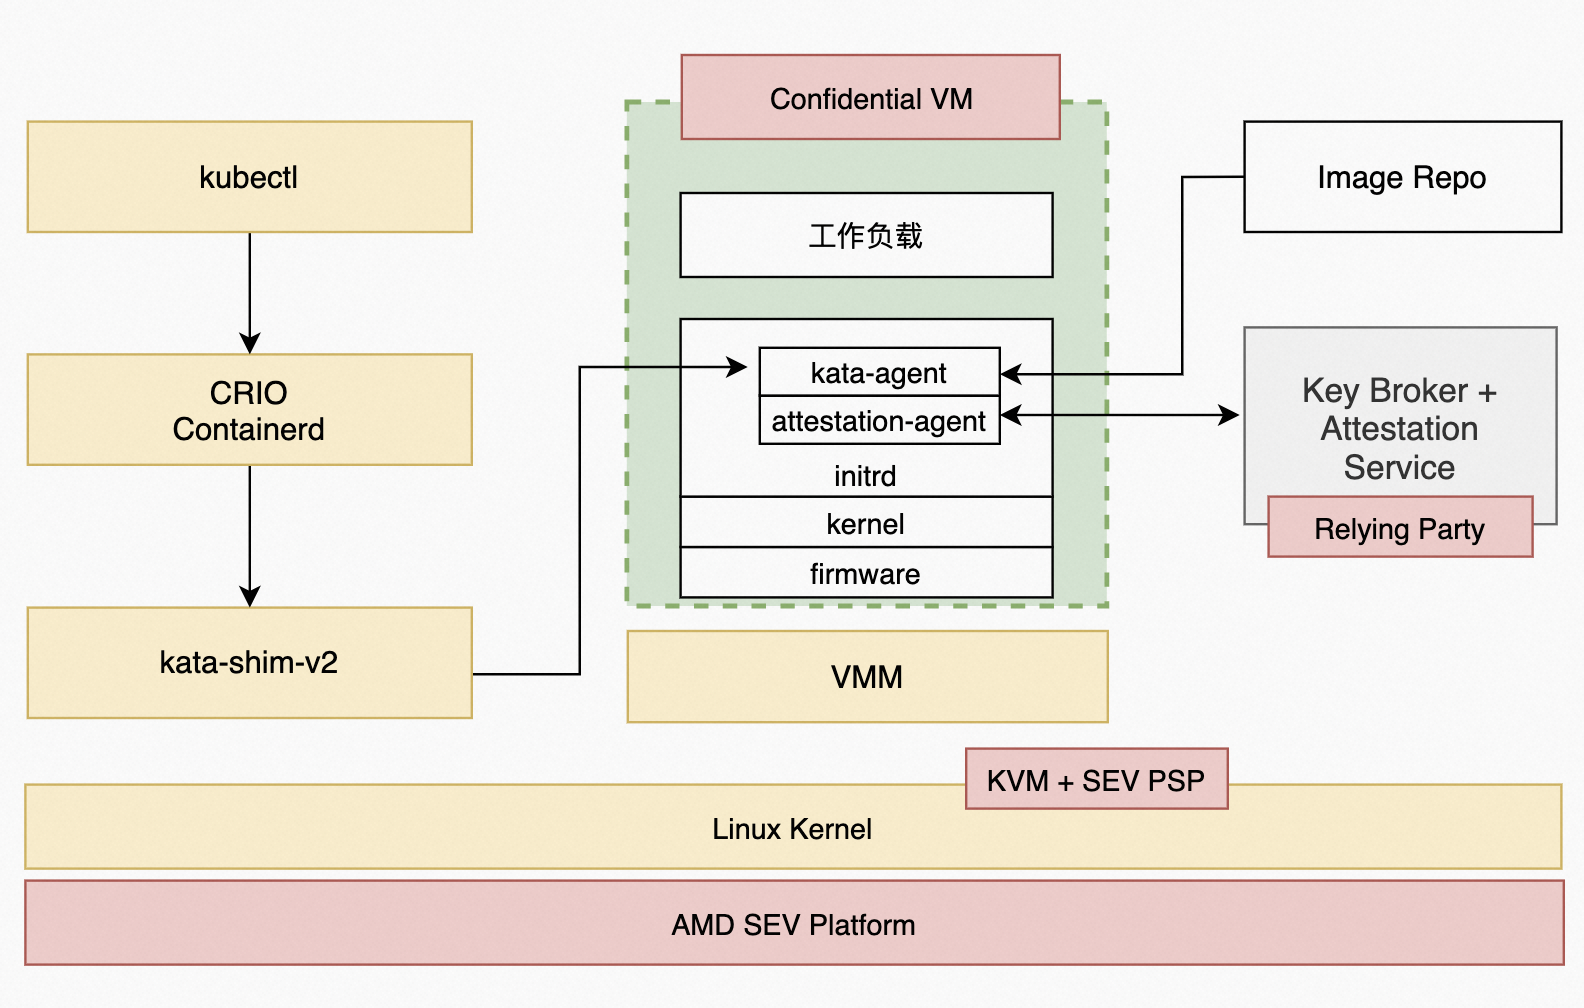 Confidential VM
kubectl
工作负载
Image Repo
CRIO
Containerd
kata-agent
attestation-agent
initrd
kernel
firmware
Key Broker +
Attestation
Service
Relying Party
kata-shim-v2
VMM
KVM + SEV PSP
Linux Kernel
AMD SEV Platform